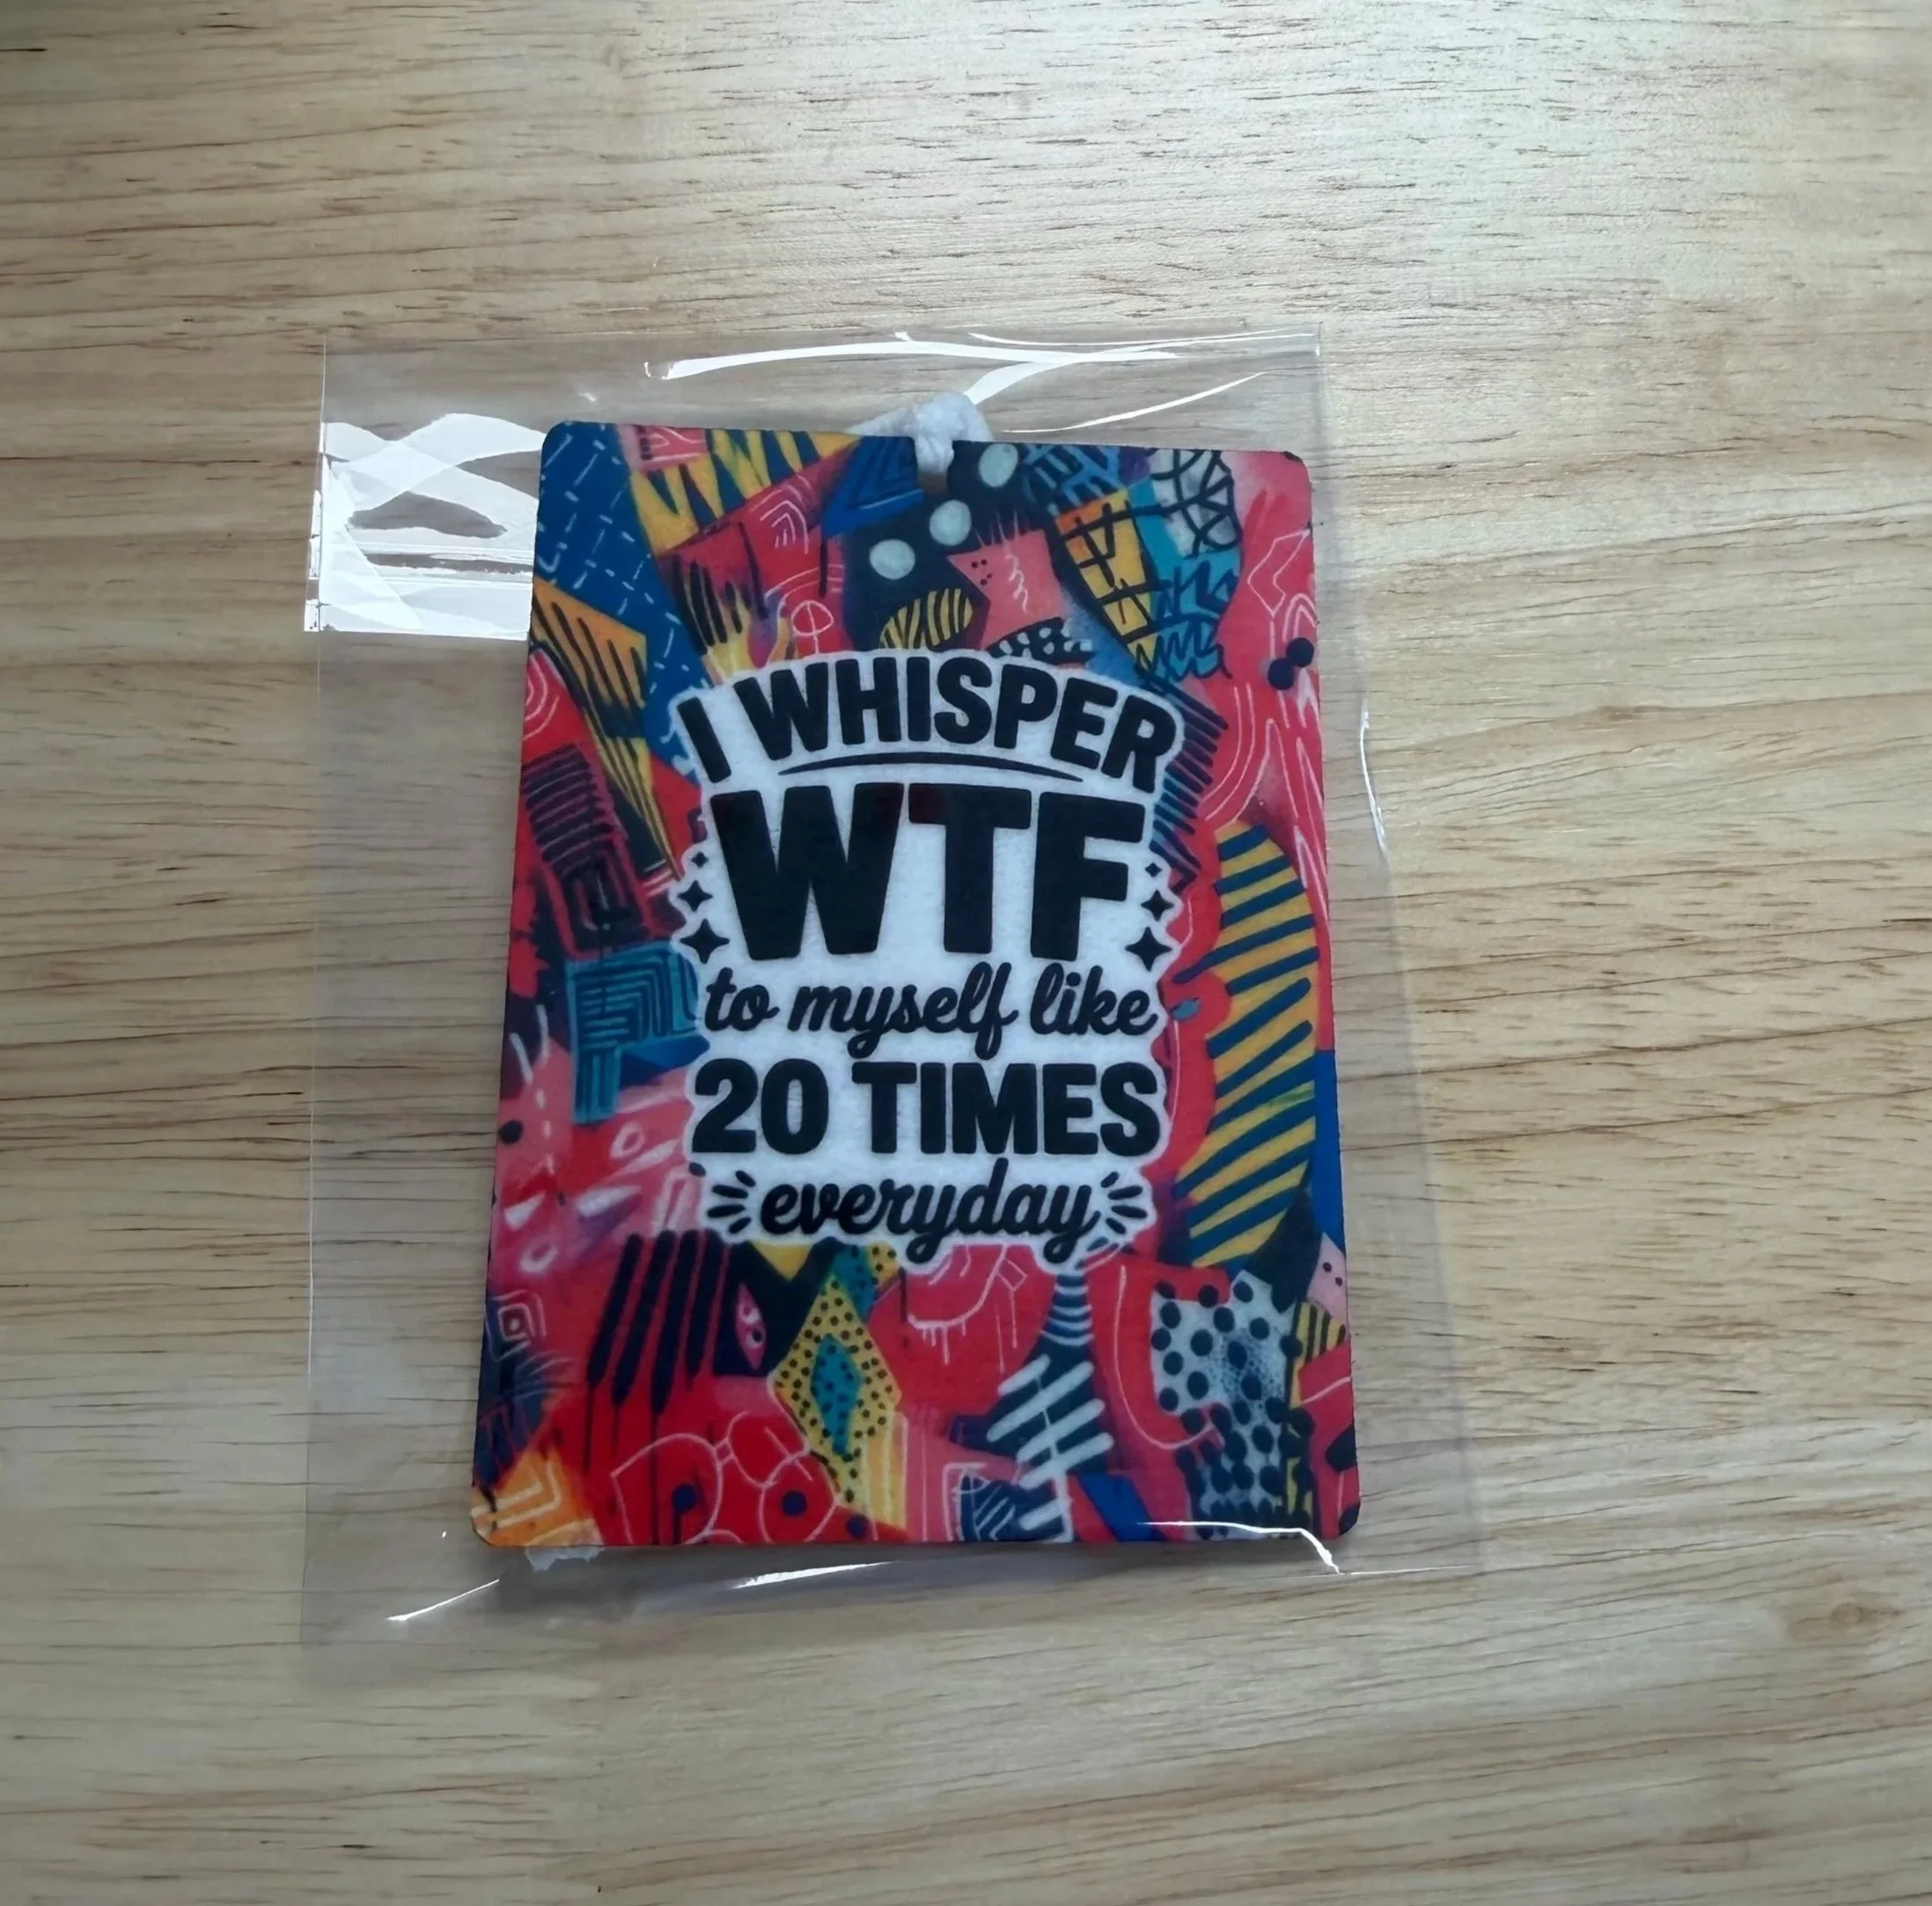 I WHISPER
WTF
to myself like
20 TIMES
everyday